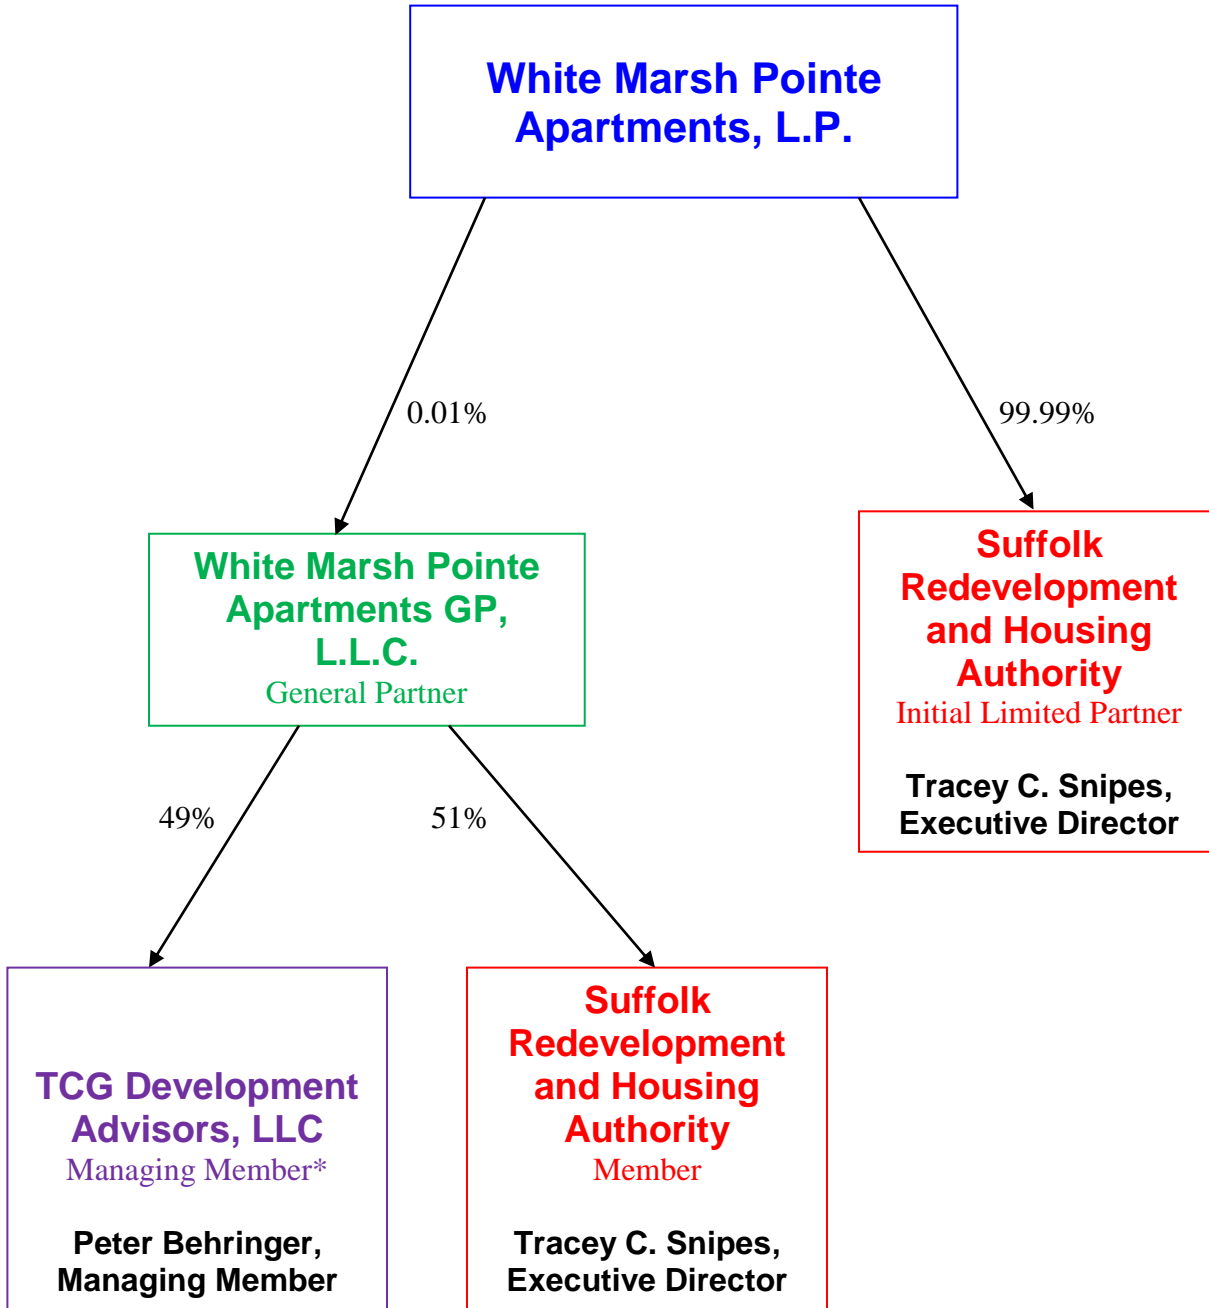 White Marsh Pointe
Apartments, L.P.
0.01%
99.99%
White Marsh Pointe
Apartments GP,
L.L.C.
General Partner
Suffolk
Redevelopment
and Housing
Authority
Initial Limited Partner
Tracey C. Snipes,
Executive Director
49%
51%
TCG Development
Advisors, LLC
Managing Member*
Peter Behringer,
Managing Member
Suffolk
Redevelopment
and Housing
Authority
Member
Tracey C. Snipes,
Executive Director